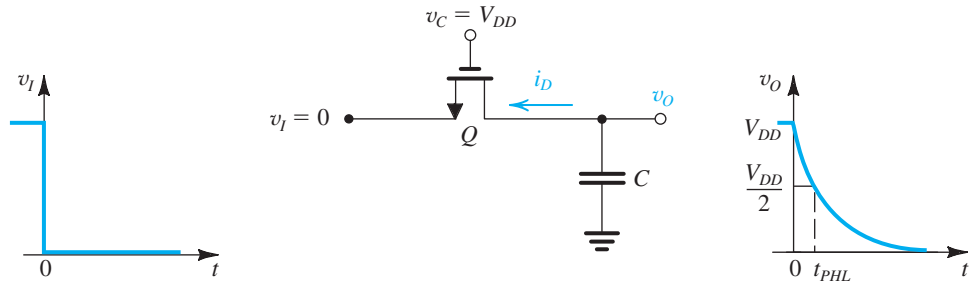 v_C = V_DD
v_I
0
t
v_I = 0
Q
i_D
v_O
C
v_O
V_DD
V_DD
2
0
t_PHL
t